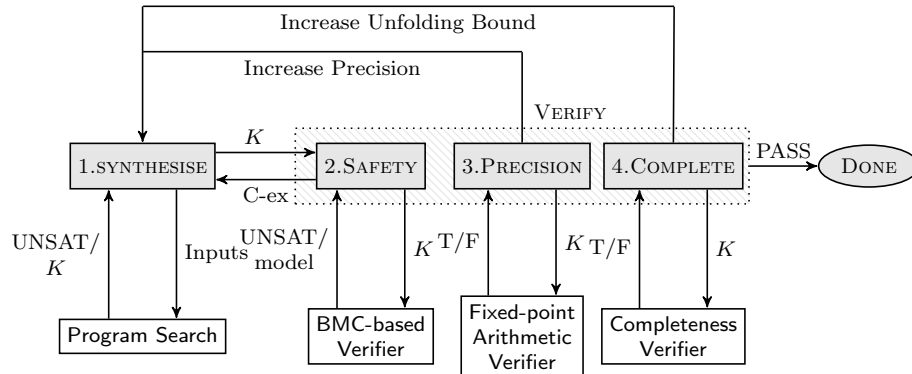 Increase Unfolding Bound
Increase Precision
VERIFY
K
1.SYNTHESISE
2.SAFETY
3.PRECISION
4.COMPLETE
PASS
DONE
C-ex
UNSAT/
K
Inputs
UNSAT/
model
K
T/F
K
T/F
K
Program Search
BMC-based
Verifier
Fixed-point
Arithmetic
Verifier
Completeness
Verifier